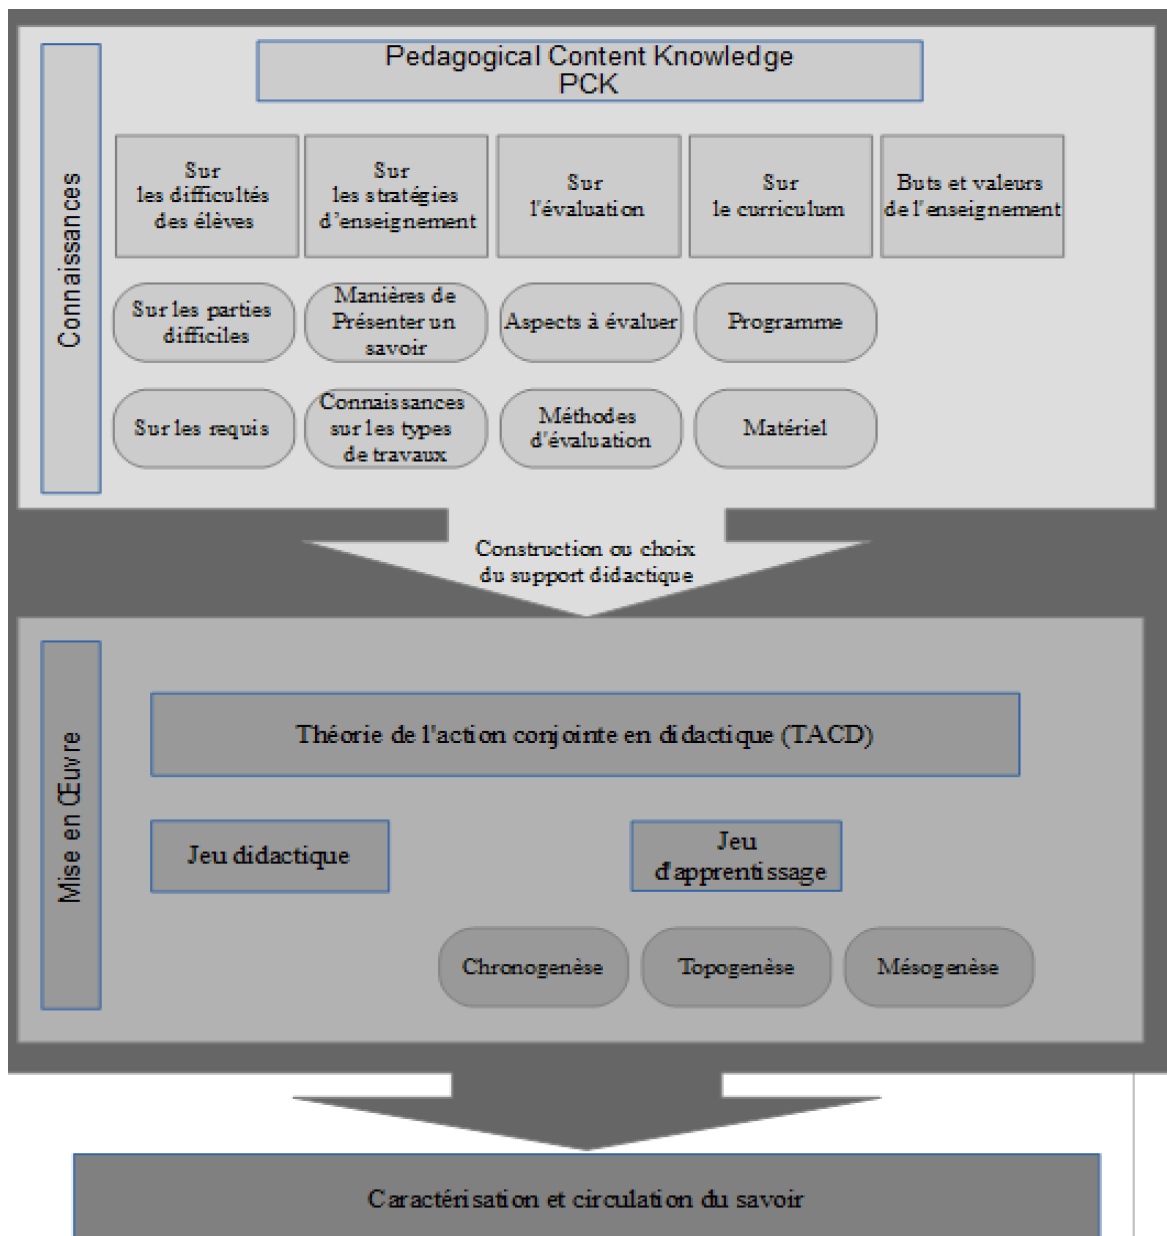 Pedagogical Content Knowledge
PCK
Connaissances
Sur
les difficultés
des élèves
Sur
les stratégies
d'enseignement
Sur
l'évaluation
Sur
le curriculum
Buts et valeurs
de l'enseignement
Sur les parties
difficiles
Manières de
Présenter un
savoir
Aspects à évaluer
Programme
Sur les requis
Connaissances
sur les types
de travaux
Méthodes
d'évaluation
Matériel
Construction ou choix
du support didactique
Mise en Œuvre
Théorie de l'action conjointe en didactique (TACD)
Jeu didactique
Jeu
d'apprentissage
Chronogenèse
Topogenèse
Mésogenèse
Caractérisation et circulation du savoir